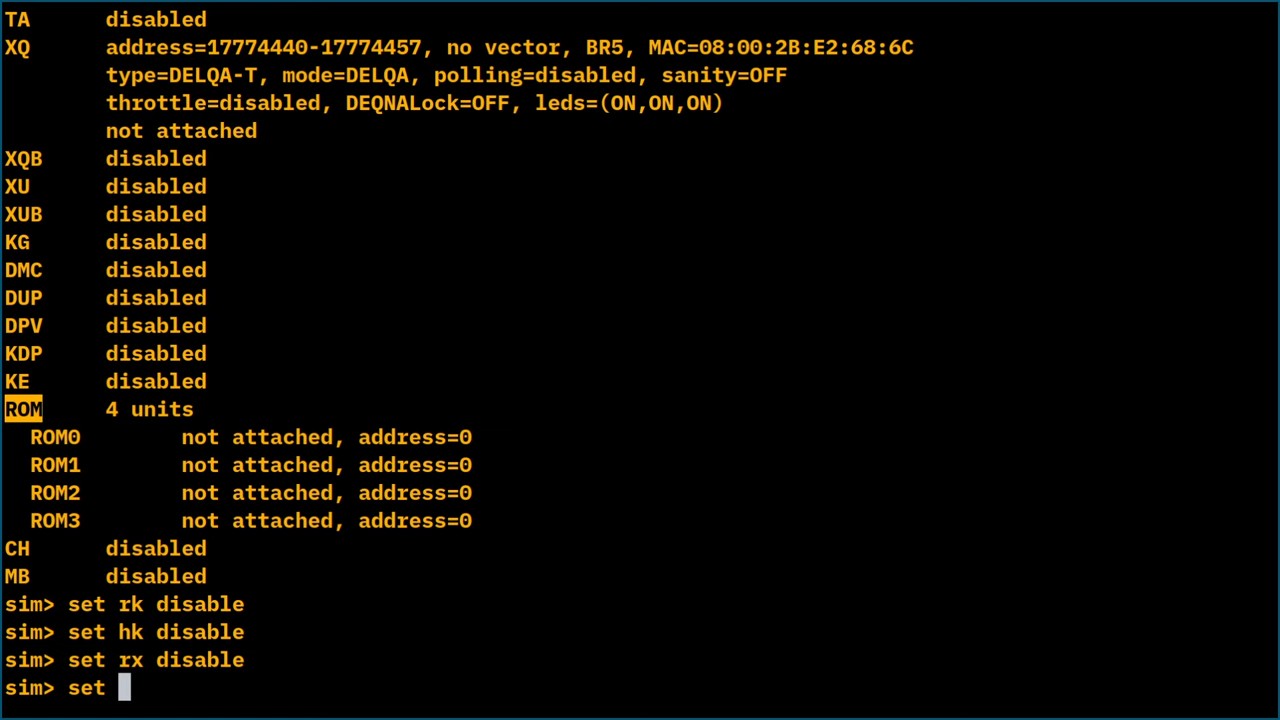 TA disabled
XQ address=17774440-17774457, no vector, BR5, MAC=08:00:2B:E2:68:6C
type=DELQA-T, mode=DELQA, polling=disabled, sanity=OFF
throttle=disabled, DEQNALock=OFF, leds=(ON,ON,ON)
not attached
XQB disabled
XU disabled
XUB disabled
KG disabled
DMC disabled
DUP disabled
DPV disabled
KDP disabled
KE disabled
ROM 4 units
ROM0 not attached, address=0
ROM1 not attached, address=0
ROM2 not attached, address=0
ROM3 not attached, address=0
CH disabled
MB disabled
sim> set rk disable
sim> set hk disable
sim> set rx disable
sim> set